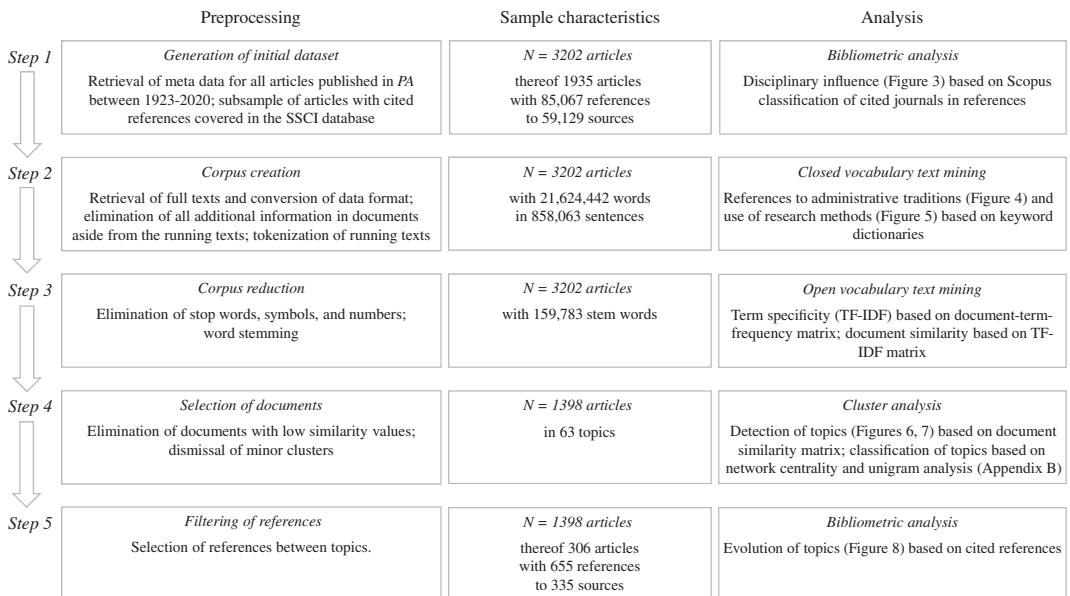 Preprocessing
Sample characteristics
Analysis
Step 1
Generation of initial dataset
Retrieval of meta data for all articles published in PA
between 1923-2020; subsample of articles with cited
references covered in the SSCI database
N = 3202 articles
thereof 1935 articles
with 85,067 references
to 59,129 sources
Bibliometric analysis
Disciplinary influence (Figure 3) based on Scopus
classification of cited journals in references
Step 2
Corpus creation
Retrieval of full texts and conversion of data format;
elimination of all additional information in documents
aside from the running texts; tokenization of running texts
N = 3202 articles
with 21,624,442 words
in 858,063 sentences
Closed vocabulary text mining
References to administrative traditions (Figure 4) and
use of research methods (Figure 5) based on keyword
dictionaries
Step 3
Corpus reduction
Elimination of stop words, symbols, and numbers;
word stemming
N = 3202 articles
with 159,783 stem words
Open vocabulary text mining
Term specificity (TF-IDF) based on document-term-
frequency matrix; document similarity based on TF-
IDF matrix
Step 4
Selection of documents
Elimination of documents with low similarity values;
dismissal of minor clusters
N = 1398 articles
in 63 topics
Cluster analysis
Detection of topics (Figures 6, 7) based on document
similarity matrix; classification of topics based on
network centrality and unigram analysis (Appendix B)
Step 5
Filtering of references
Selection of references between topics.
N = 1398 articles
thereof 306 articles
with 655 references
to 335 sources
Bibliometric analysis
Evolution of topics (Figure 8) based on cited references